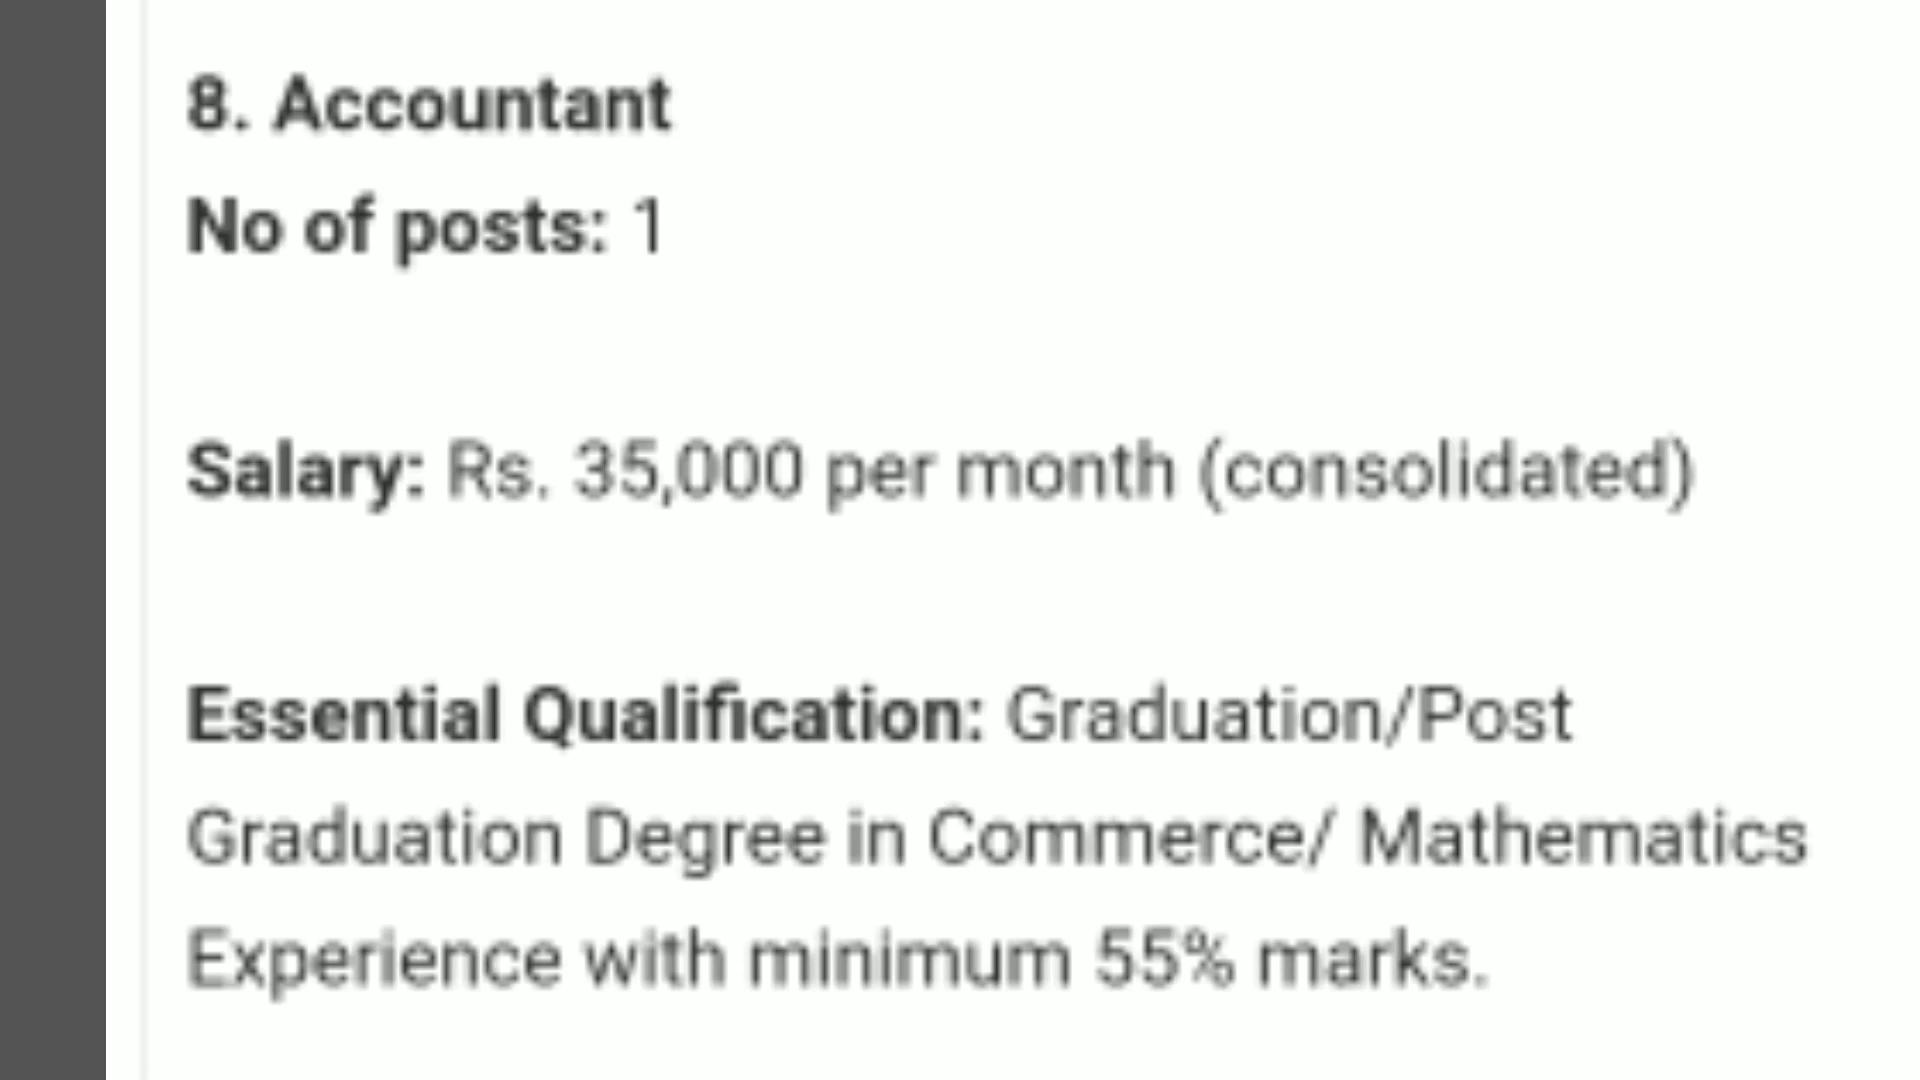 8. Accountant
No of posts: 1
Salary: Rs. 35,000 per month (consolidated)
Essential Qualification: Graduation/Post
Graduation Degree in Commerce/ Mathematics
Experience with minimum 55% marks.